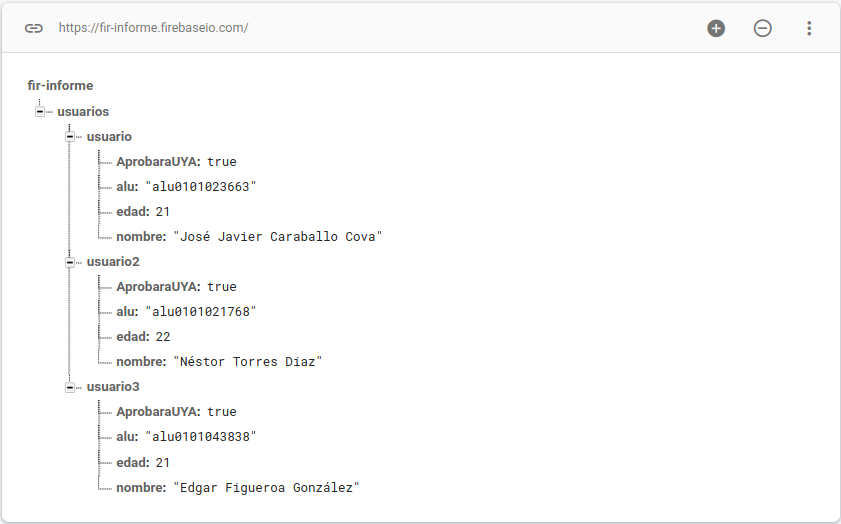 https://fir-informe.firebaseio.com/
fir-informe
usuarios
usuario
AprobaraUYA: true
alu: "alu0101023663"
edad: 21
nombre: "José Javier Caraballo Cova"
usuario2
AprobaraUYA: true
alu: "alu0101021768"
edad: 22
nombre: "Néstor Torres Díaz"
usuario3
AprobaraUYA: true
alu: "alu0101043838"
edad: 21
nombre: "Edgar Figueroa González"